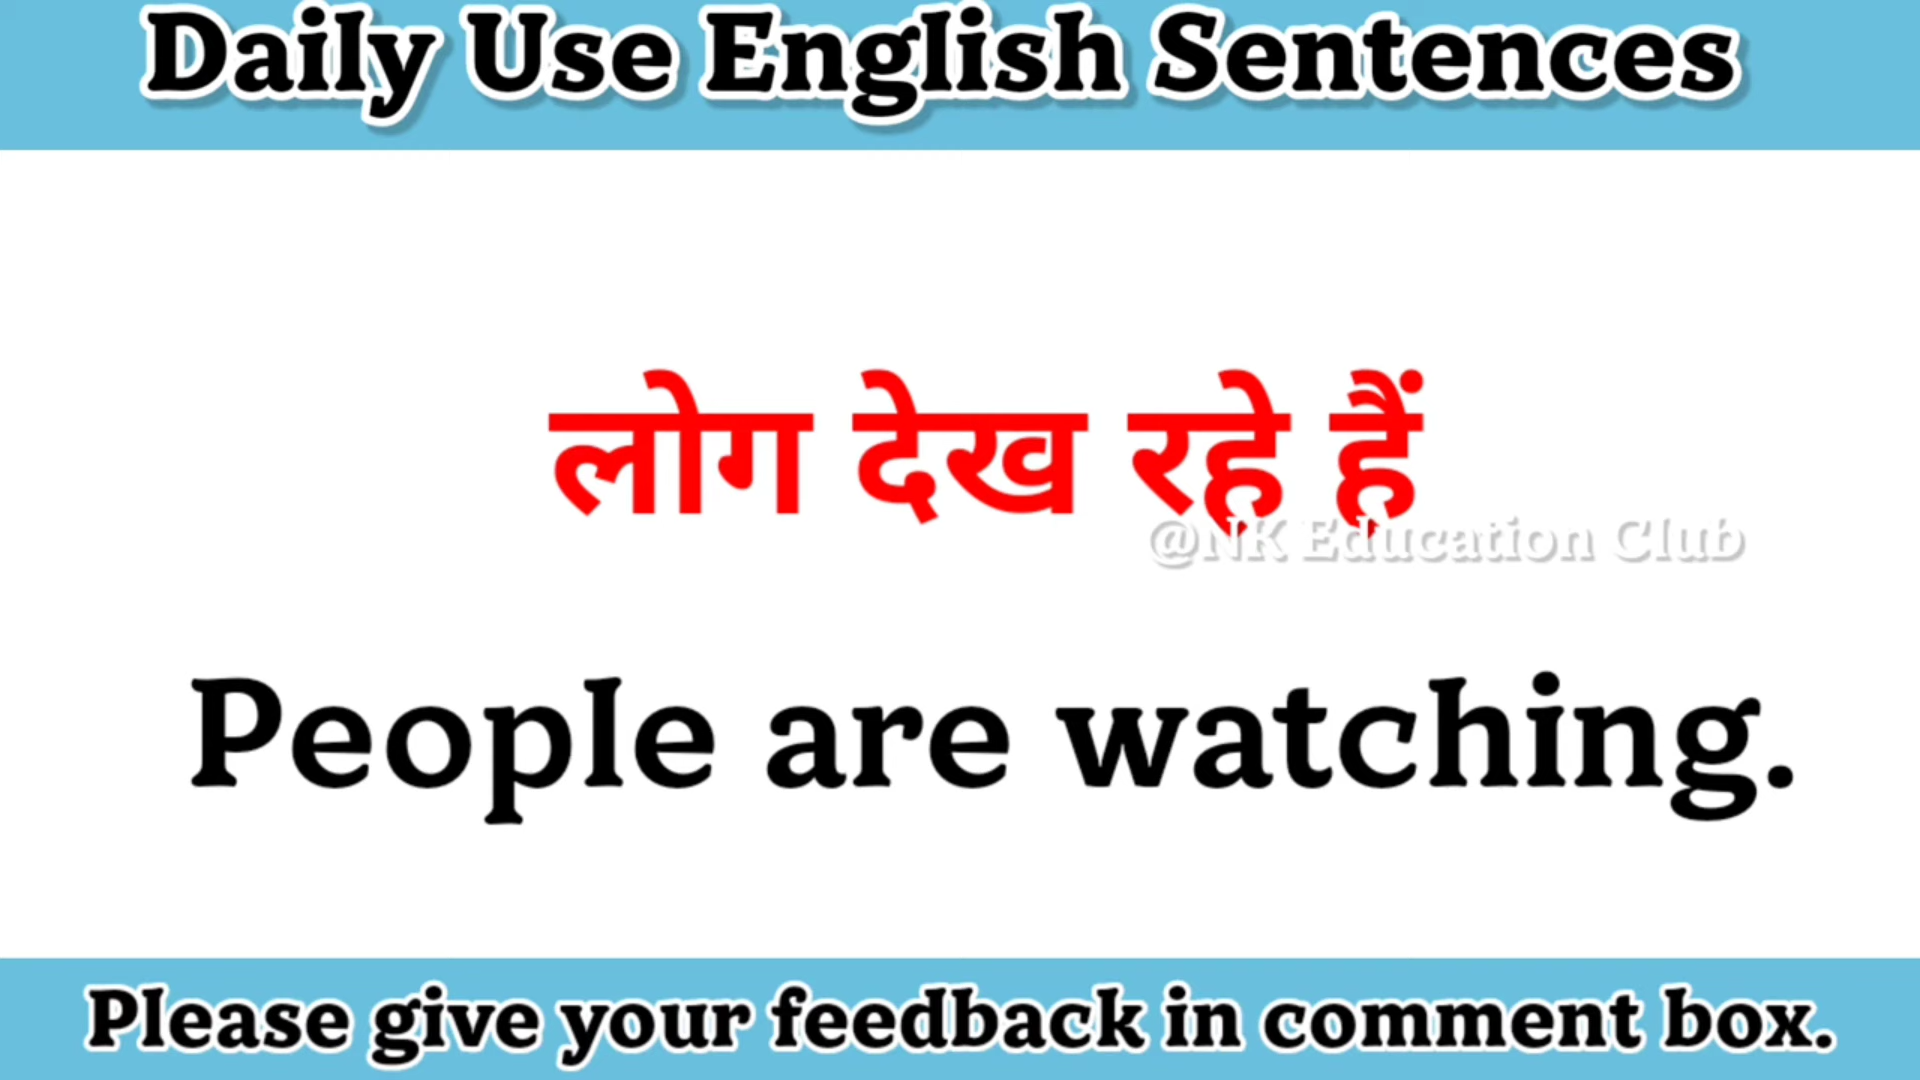 Daily Use English Sentences
लोग देख रहे हैं
@NK Education Club
People are watching.
Please give your feedback in comment box.